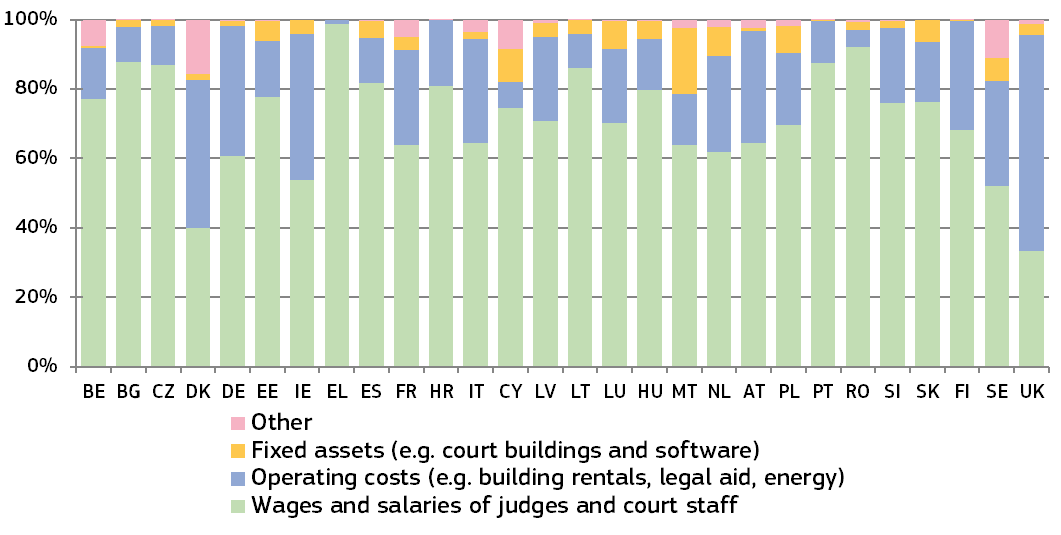 100%
80%
60%
40%
20%
0%
BE BG CZ DK DE EE IE EL ES FR HR IT CY LV LT LU HU MT NL AT PL PT RO SI SK FI SE UK
Other
Fixed assets (e.g. court buildings and software)
Operating costs (e.g. building rentals, legal aid, energy)
Wages and salaries of judges and court staff